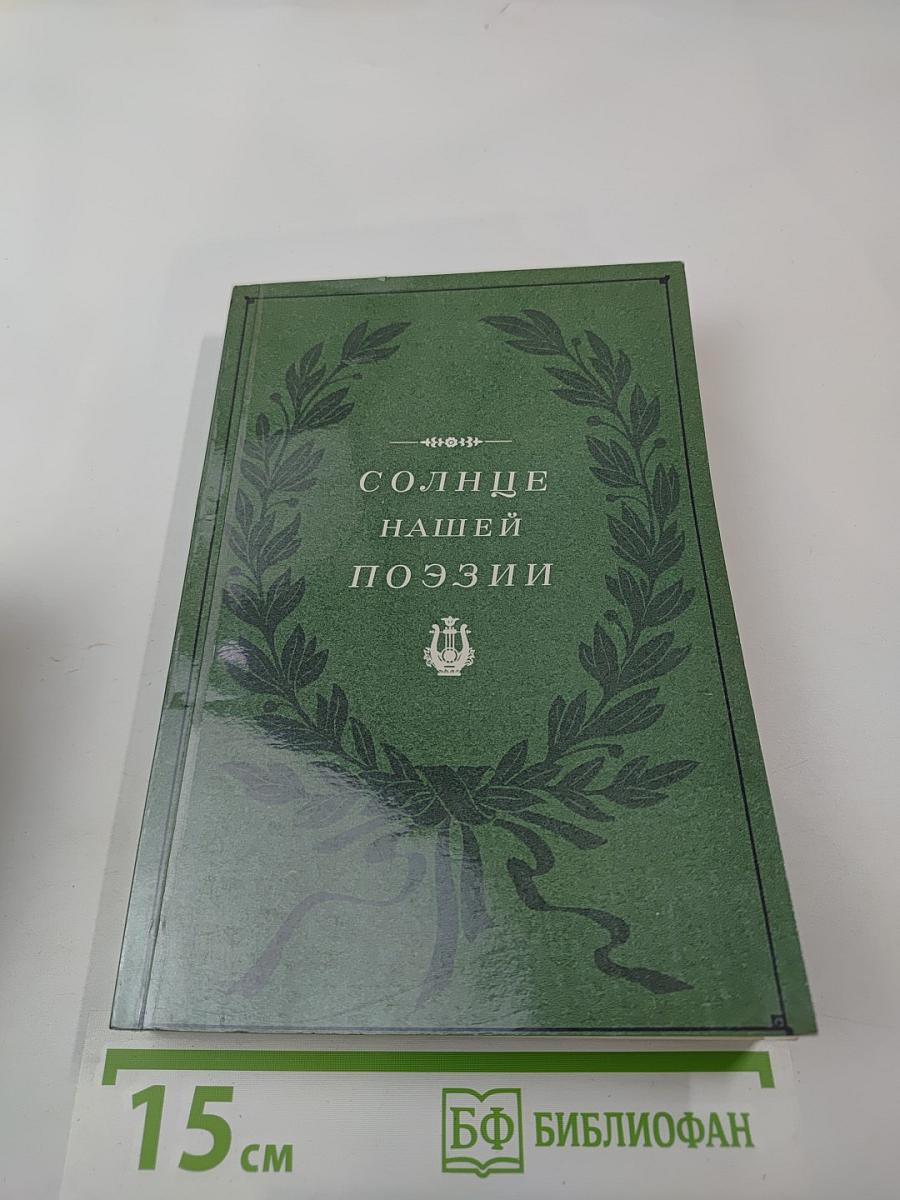 СОЛНЦЕ
НАШЕЙ
ПОЭЗИИ
15 см
БФ БИБЛИОФАН